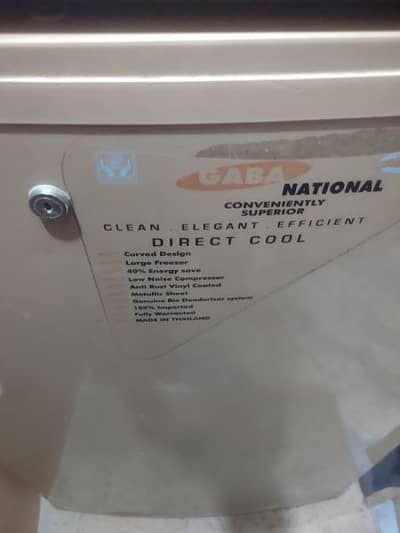 GABA NATIONAL
CONVENIENTLY
SUPERIOR
CLEAN . ELEGANT . EFFICIENT
DIRECT COOL
Curved Design
Large Freezer
40% Energy save
Low Noise Compressor
Anti Rust Vinyl Coated
Metallic Sheet
Genuine Bio Deodoriser system
100% Imported
Fully Warranted
MADE IN THAILAND